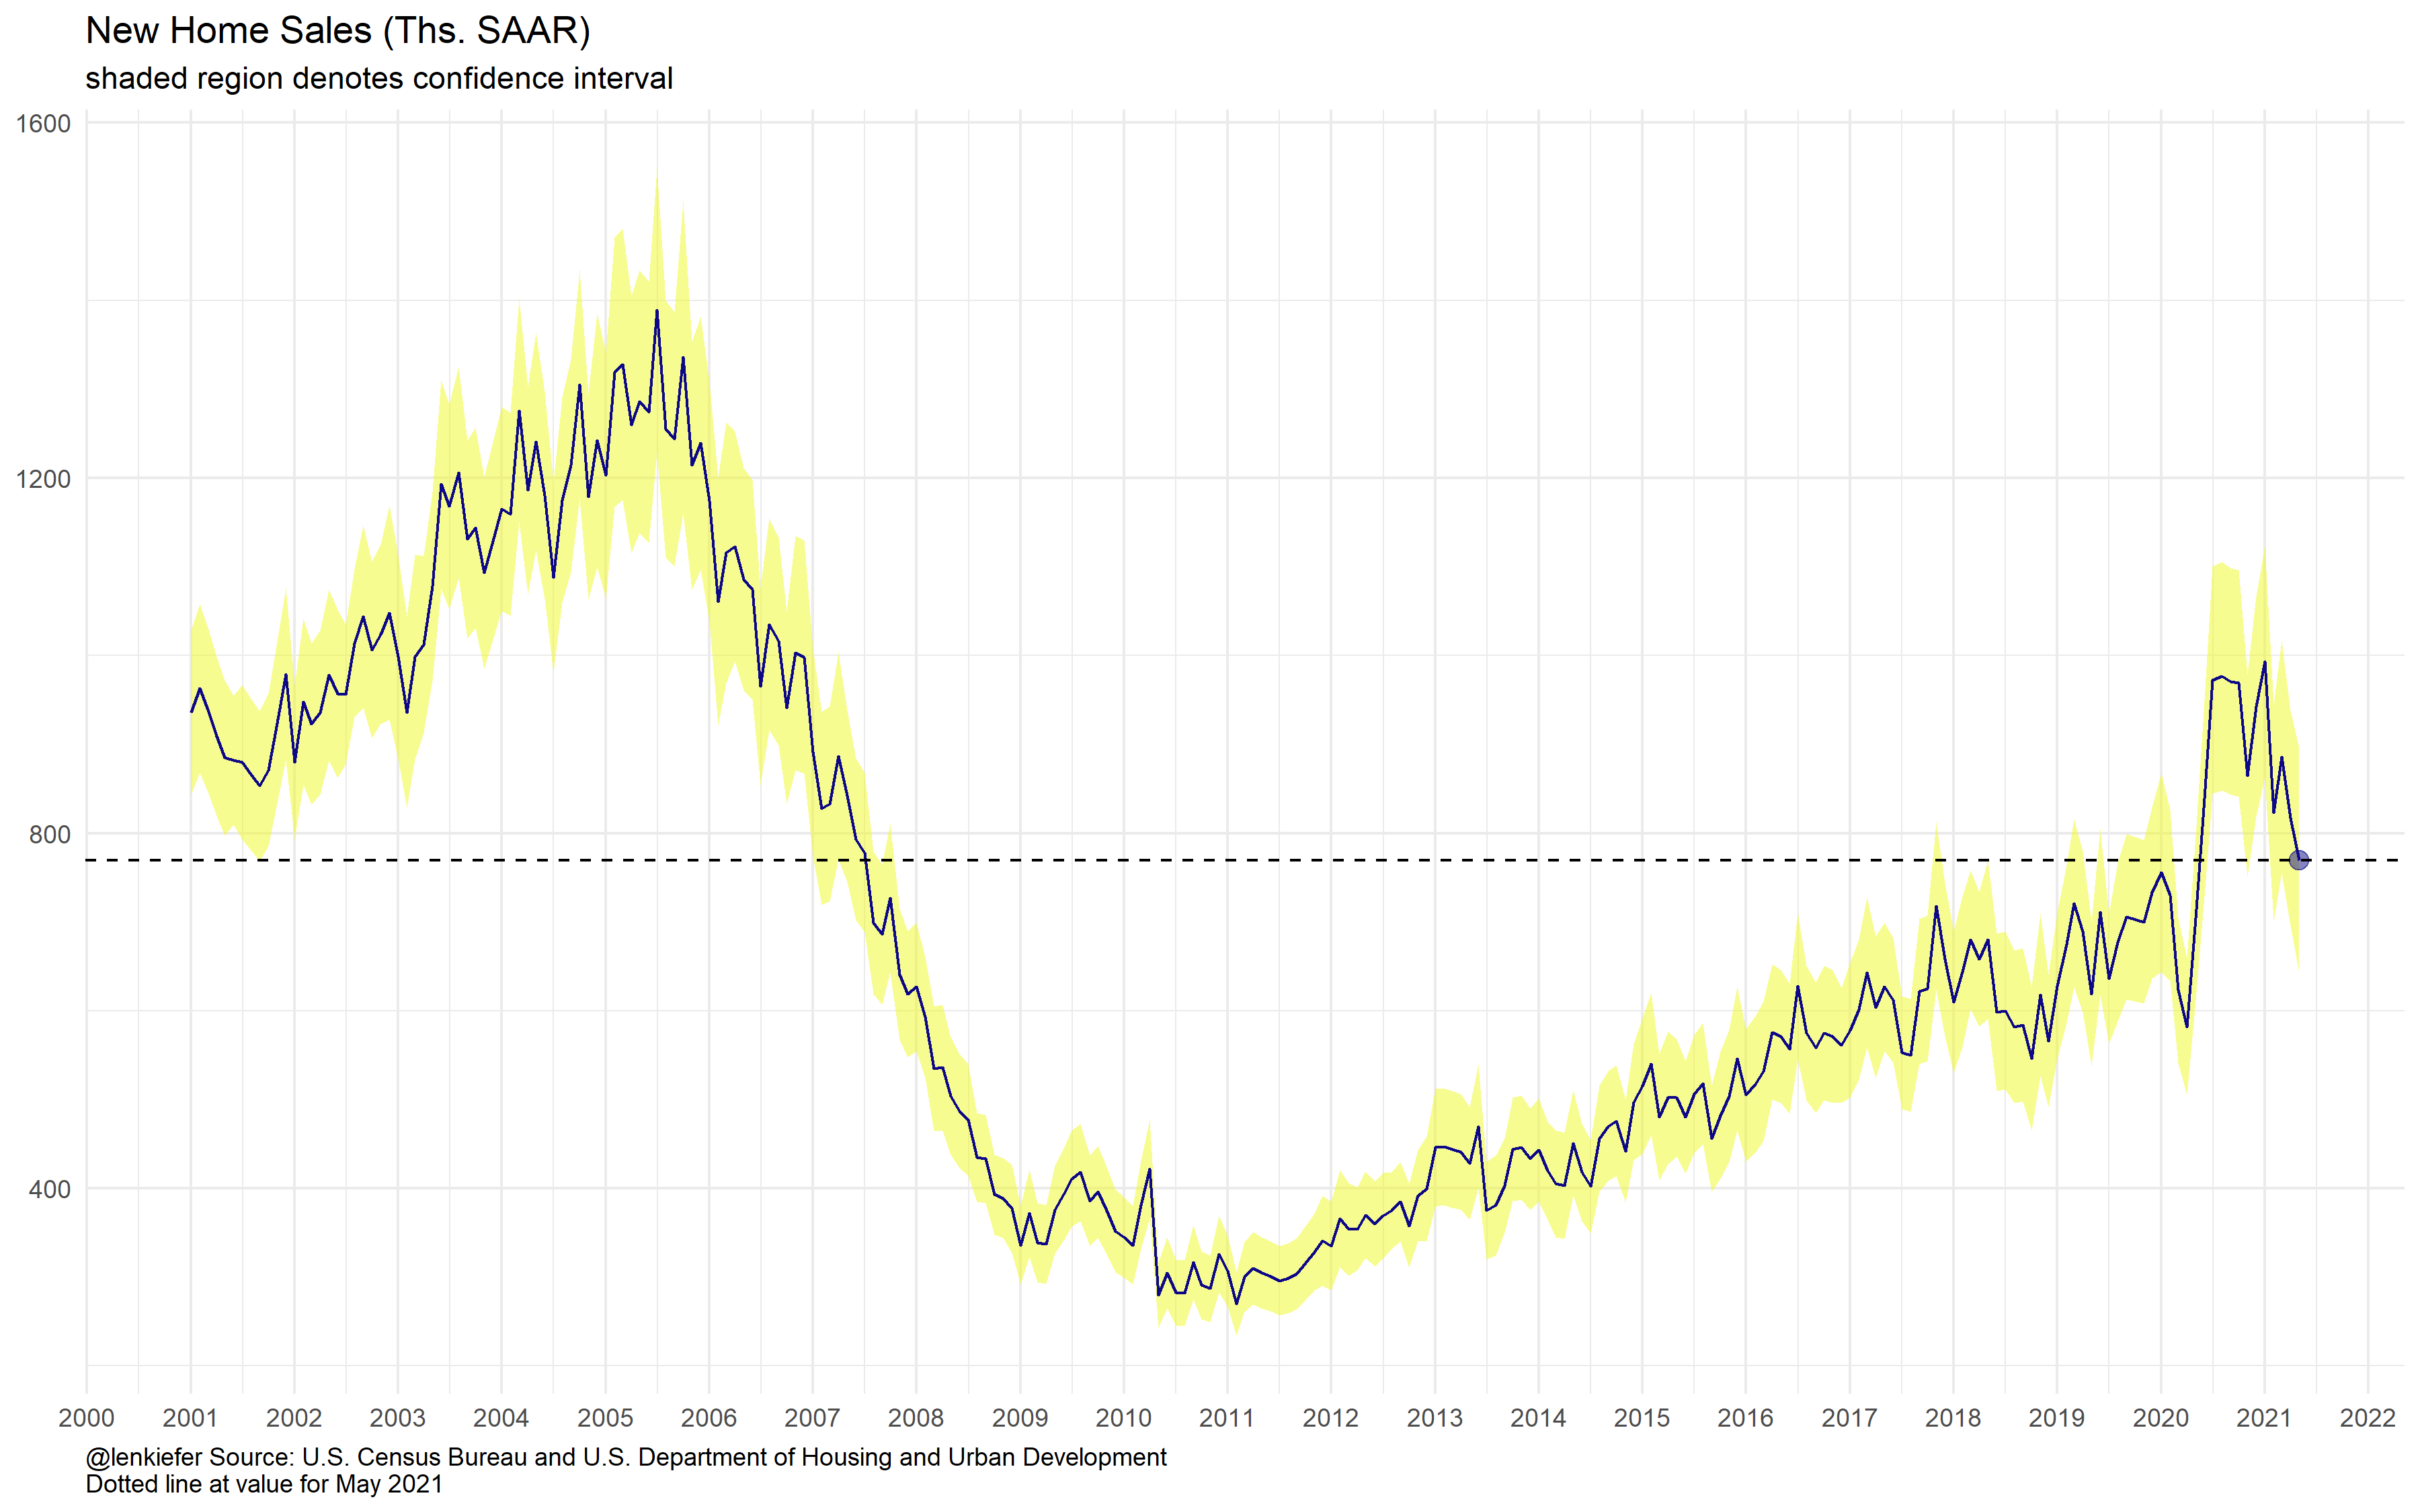 New Home Sales (Ths. SAAR)
shaded region denotes confidence interval
1600
1200
800
400
2000 2001 2002 2003 2004 2005 2006 2007 2008 2009 2010 2011 2012 2013 2014 2015 2016 2017 2018 2019 2020 2021 2022
@lenkiefer Source: U.S. Census Bureau and U.S. Department of Housing and Urban Development
Dotted line at value for May 2021